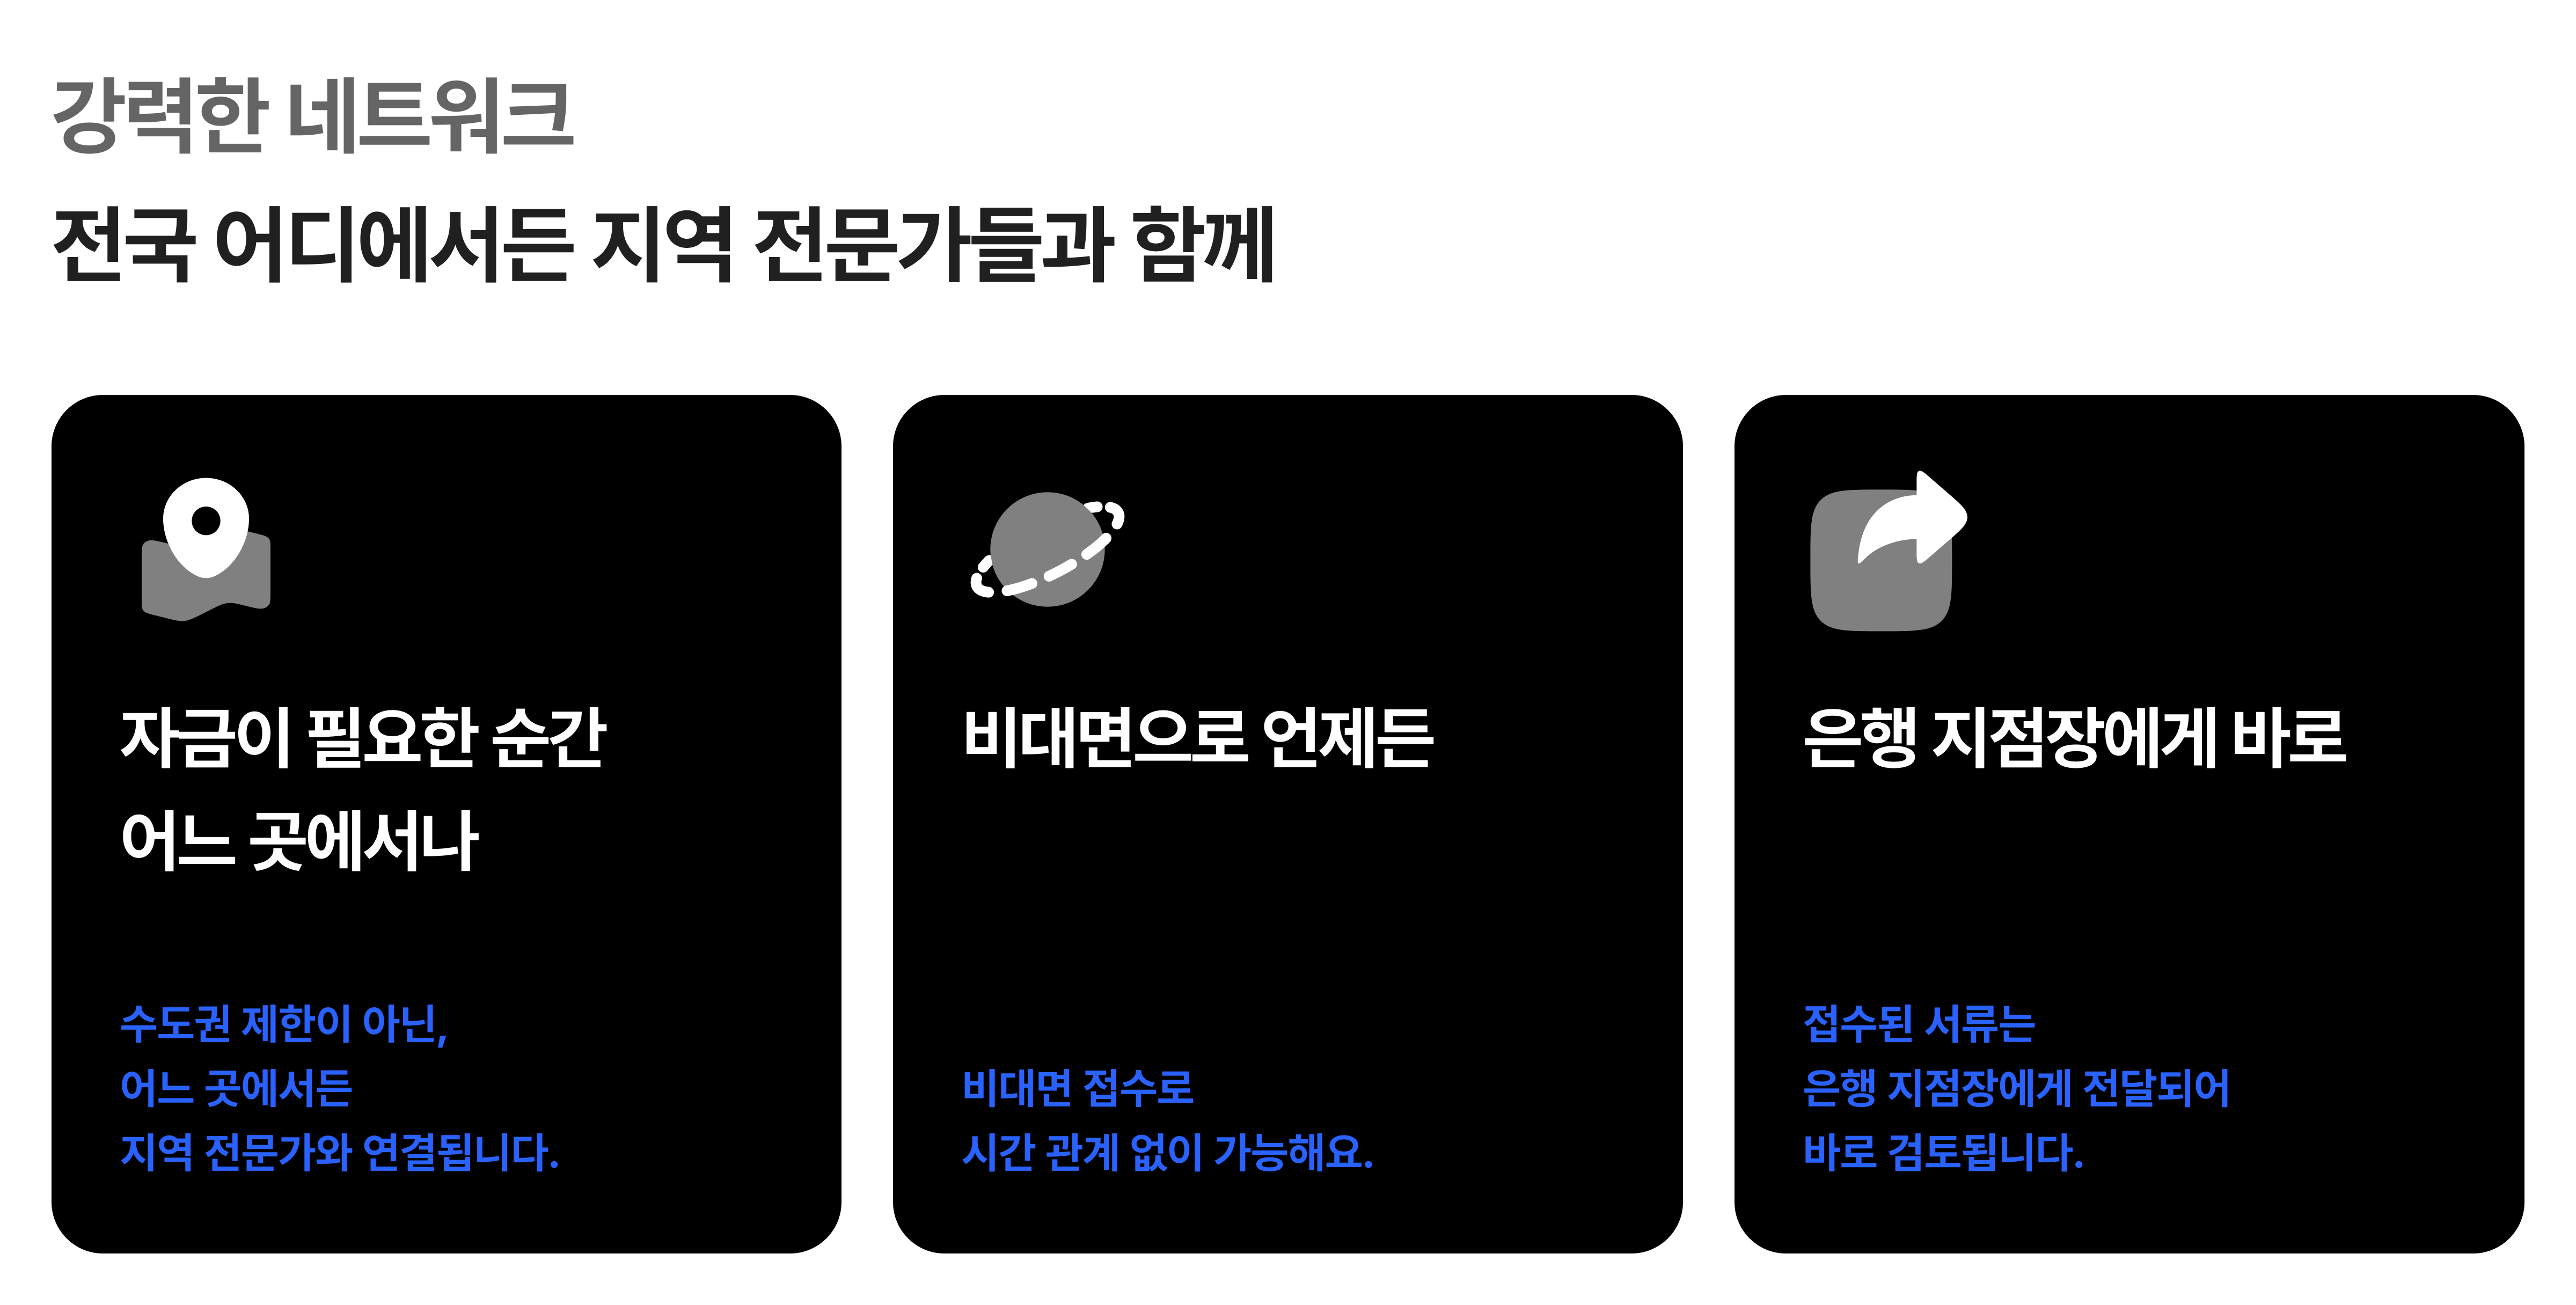 강력한 네트워크
전국 어디에서든 지역 전문가들과 함께
자금이 필요한 순간
어느 곳에서나
수도권 제한이 아닌,
어느 곳에서든
지역 전문가와 연결됩니다.
비대면으로 언제든
비대면 접수로
시간 관계 없이 가능해요.
은행 지점장에게 바로
접수된 서류는
은행 지점장에게 전달되어
바로 검토됩니다.